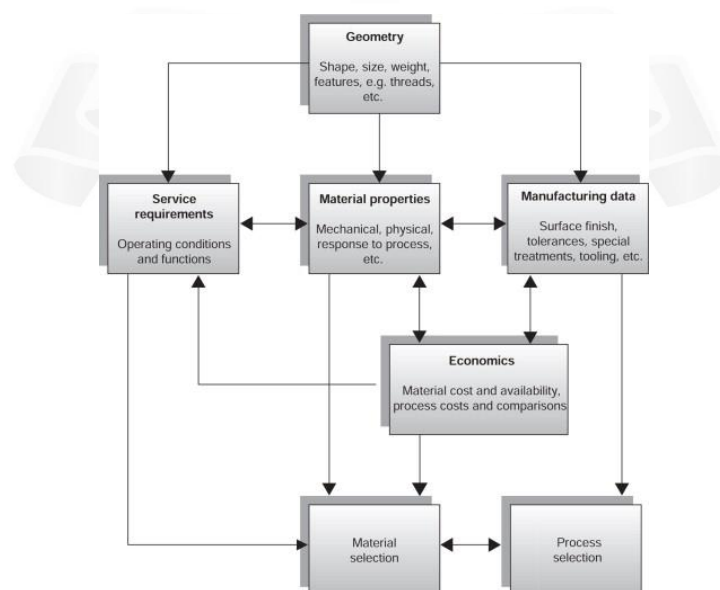 Geometry
Shape, size, weight,
features, e.g. threads,
etc.
Service
requirements
Operating conditions
and functions
Material properties
Mechanical, physical,
response to process,
etc.
Manufacturing data
Surface finish,
tolerances, special
treatments, tooling, etc.
Economics
Material cost and availability,
process costs and comparisons
Material
selection
Process
selection